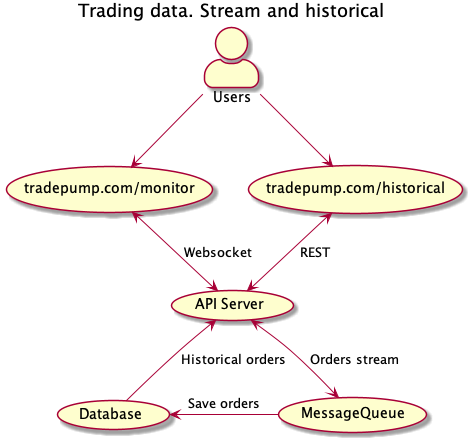 Trading data. Stream and historical
Users
tradepump.com/monitor
tradepump.com/historical
Websocket
REST
API Server
Historical orders
Orders stream
Save orders
Database
MessageQueue